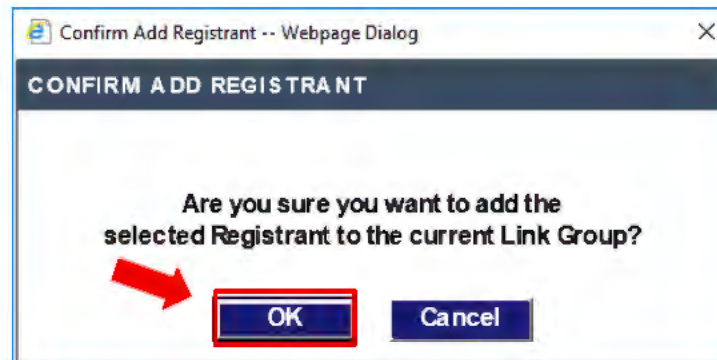 Confirm Add Registrant -- Webpage Dialog
CONFIRM ADD REGISTRANT
Are you sure you want to add the
selected Registrant to the current Link Group?
OK Cancel